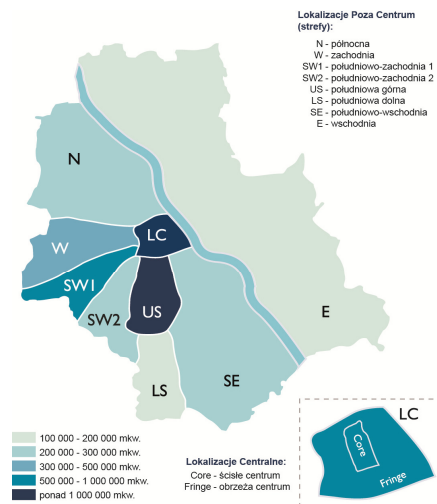 Lokalizacje Poza Centrum
(strefy):
N - północna
W - zachodnia
SW1 - południowo-zachodnia 1
SW2 - południowo-zachodnia 2
US - południowa górna
LS - południowa dolna
SE - południowo-wschodnia
E - wschodnia
N
LC
W
SW1
US
SW2
E
SE
LS
100 000 - 200 000 mkw.
200 000 - 300 000 mkw.
300 000 - 500 000 mkw.
500 000 - 1 000 000 mkw.
ponad 1 000 000 mkw.
Lokalizacje Centralne:
Core - ścisłe centrum
Fringe - obrzeża centrum
LC
Core
Fringe